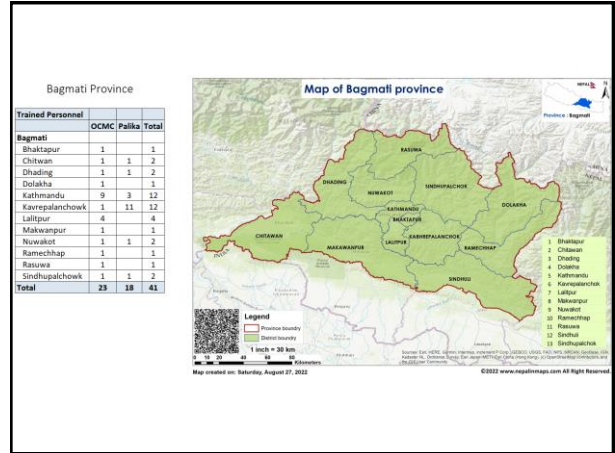 Bagmati Province
Trained Personnel
OCMC Palika Total
Bagmati
Bhaktapur 1 1
Chitwan 1 1 2
Dhading 1 1 2
Dolakha 1 1
Kathmandu 9 3 12
Kavrepalanchowk 1 11 12
Lalitpur 4 4
Makwanpur 1 1
Nuwakot 1 1 2
Ramechhap 1 1
Rasuwa 1 1
Sindhupalchowk 1 1 2
Total 23 18 41
Map of Bagmati province
NEPAL
N
Province : Bagmati
RASUWA
DHADING
NUWAKOT
SINDHUPALCHOK
DOLAKHA
KATHMANDU
BHAKTAPUR
CHITAWAN
LALITPUR
KABHREPALANCHOK
MAKAWANPUR
RAMECHHAP
SINDHULI
INDIA
1 Bhaktapur
2 Chitawan
3 Dhading
4 Dolakha
5 Kathmandu
6 Kavrepalanchok
7 Lalitpur
8 Makwanpur
9 Nuwakot
10 Ramechhap
11 Rasuwa
12 Sindhuli
13 Sindhupalchok
Legend
Province boundry
District boundry
1 inch = 30 km
0 10 20 40 60 80
Kilometers
Map created on: Saturday, August 27, 2022
©2022 www.nepalinmaps.com All Right Reserved.